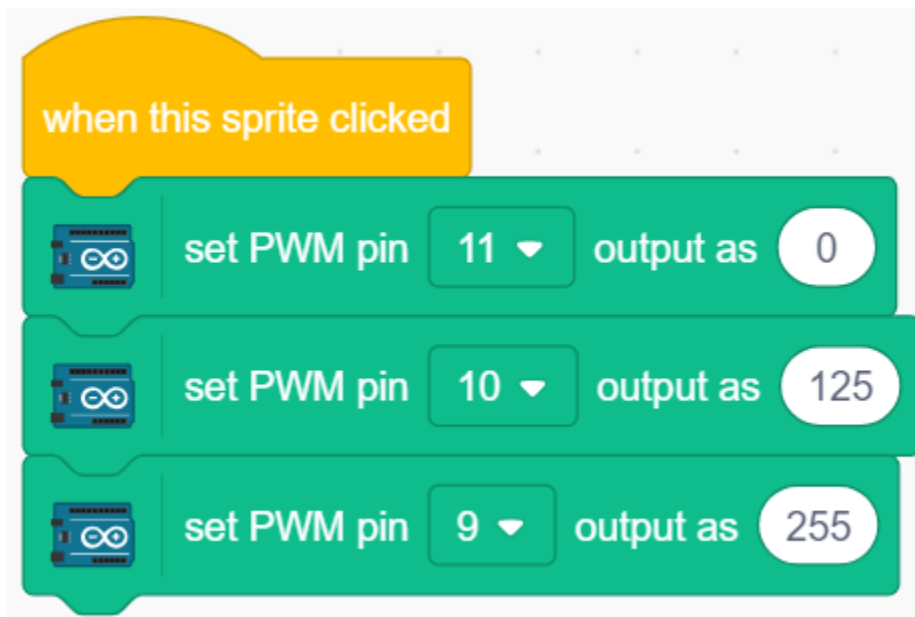 when this sprite clicked
set PWM pin 11 output as 0
set PWM pin 10 output as 125
set PWM pin 9 output as 255